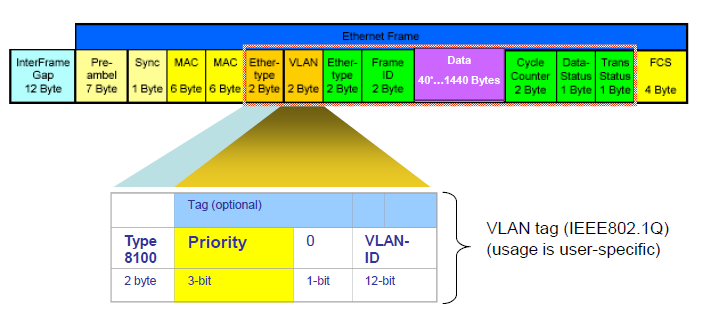 Ethernet Frame
InterFrame
Gap
12 Byte
Pre-
ambel
7 Byte
Sync
1 Byte
MAC
6 Byte
MAC
6 Byte
Ether-
type
2 Byte
VLAN
2 Byte
Ether-
type
2 Byte
Frame
ID
2 Byte
Data
40*...1440 Bytes
Cycle
Counter
2 Byte
Data-
Status
1 Byte
Trans
Status
1 Byte
FCS
4 Byte
Tag (optional)
Type
8100
Priority
0
VLAN-
ID
2 byte
3-bit
1-bit
12-bit
VLAN tag (IEEE802.1Q)
(usage is user-specific)